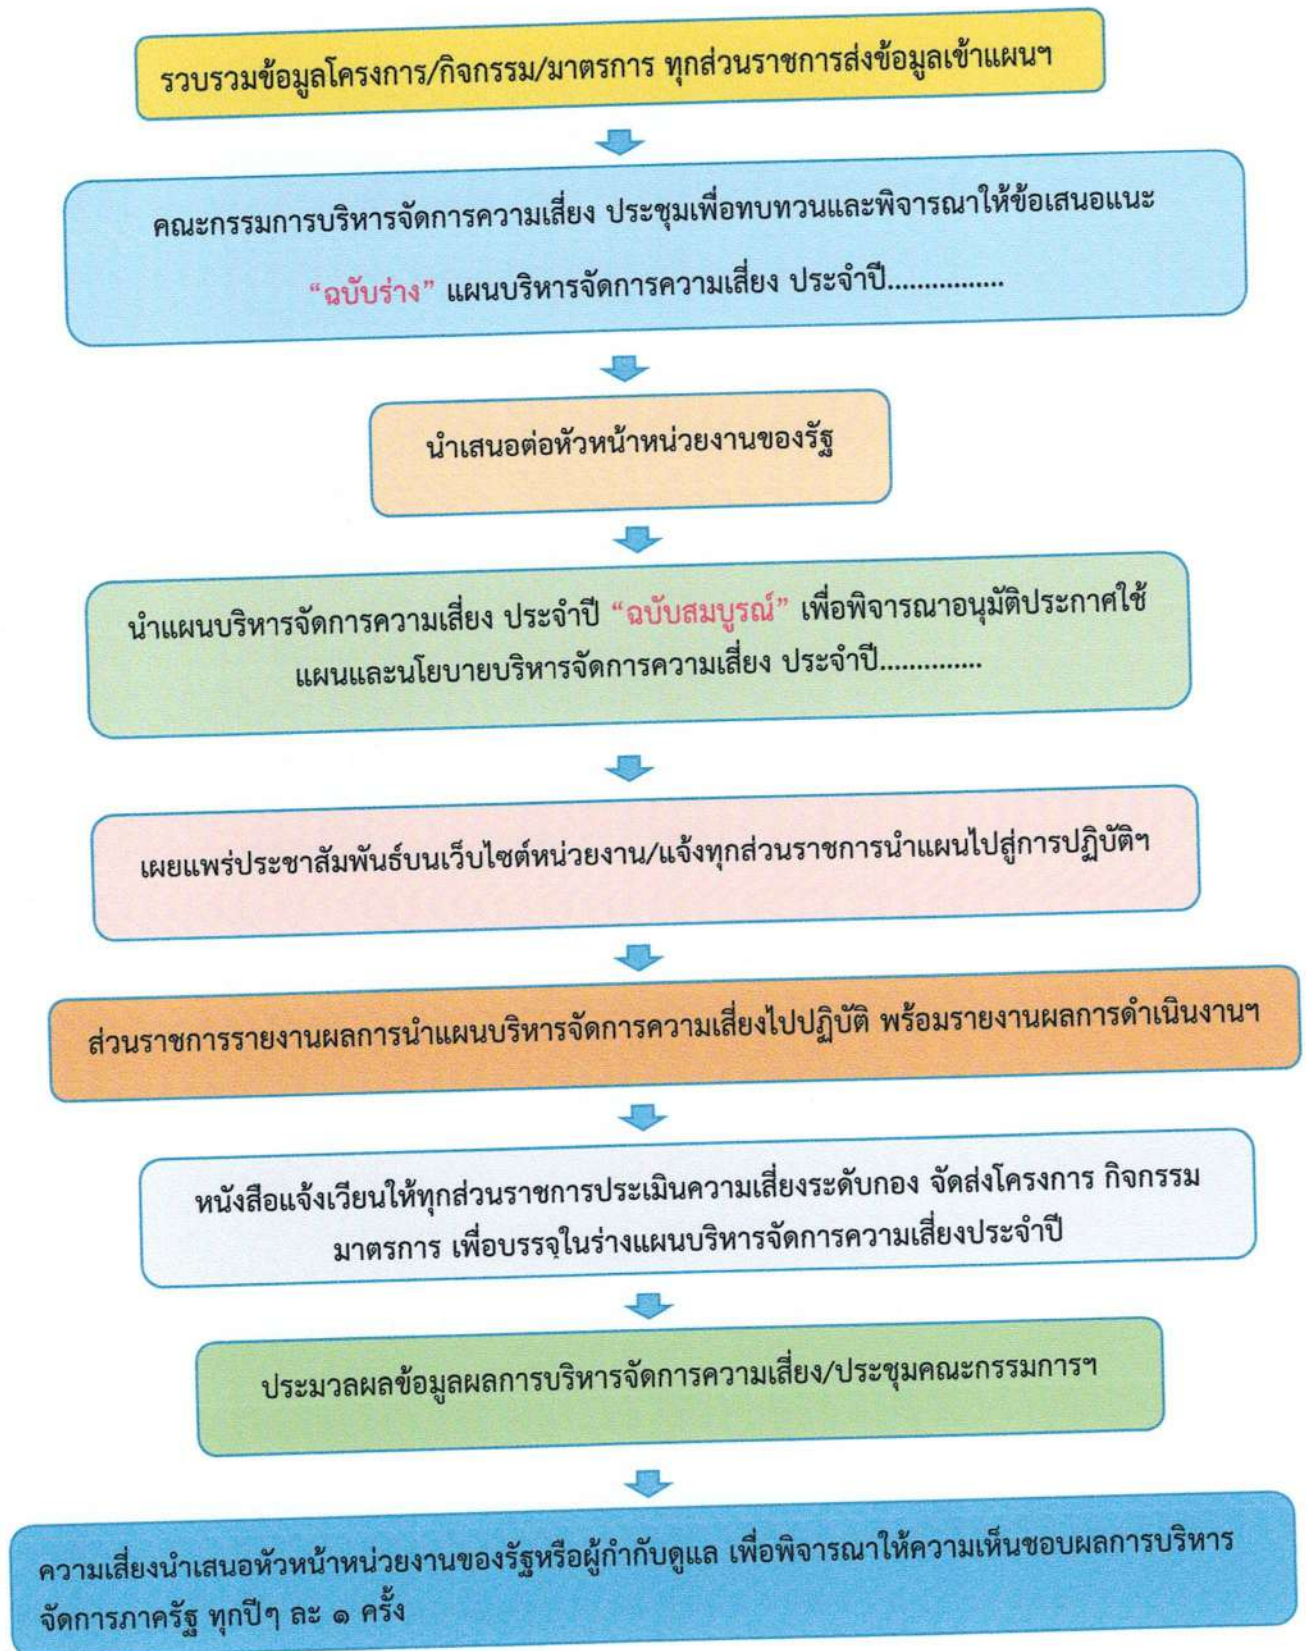 รวบรวมข้อมูลโครงการ/กิจกรรม/มาตรการ ทุกส่วนราชการส่งข้อมูลเข้าแผนฯ
คณะกรรมการบริหารจัดการความเสี่ยง ประชุมเพื่อทบทวนและพิจารณาให้ข้อเสนอแนะ
“ฉบับร่าง” แผนบริหารจัดการความเสี่ยง ประจำปี................
นำเสนอต่อหัวหน้าหน่วยงานของรัฐ
นำแผนบริหารจัดการความเสี่ยง ประจำปี “ฉบับสมบูรณ์” เพื่อพิจารณาอนุมัติประกาศใช้
แผนและนโยบายบริหารจัดการความเสี่ยง ประจำปี..............
เผยแพร่ประชาสัมพันธ์บนเว็บไซต์หน่วยงาน/แจ้งทุกส่วนราชการนำแผนไปสู่การปฏิบัติฯ
ส่วนราชการรายงานผลการนำแผนบริหารจัดการความเสี่ยงไปปฏิบัติ พร้อมรายงานผลการดำเนินงานฯ
หนังสือแจ้งเวียนให้ทุกส่วนราชการประเมินความเสี่ยงระดับกอง จัดส่งโครงการ กิจกรรม
มาตรการ เพื่อบรรจุในร่างแผนบริหารจัดการความเสี่ยงประจำปี
ประมวลผลข้อมูลผลการบริหารจัดการความเสี่ยง/ประชุมคณะกรรมการฯ
ความเสี่ยงนำเสนอหัวหน้าหน่วยงานของรัฐหรือผู้กำกับดูแล เพื่อพิจารณาให้ความเห็นชอบผลการบริหาร
จัดการภาครัฐ ทุกปีๆ ละ ๑ ครั้ง